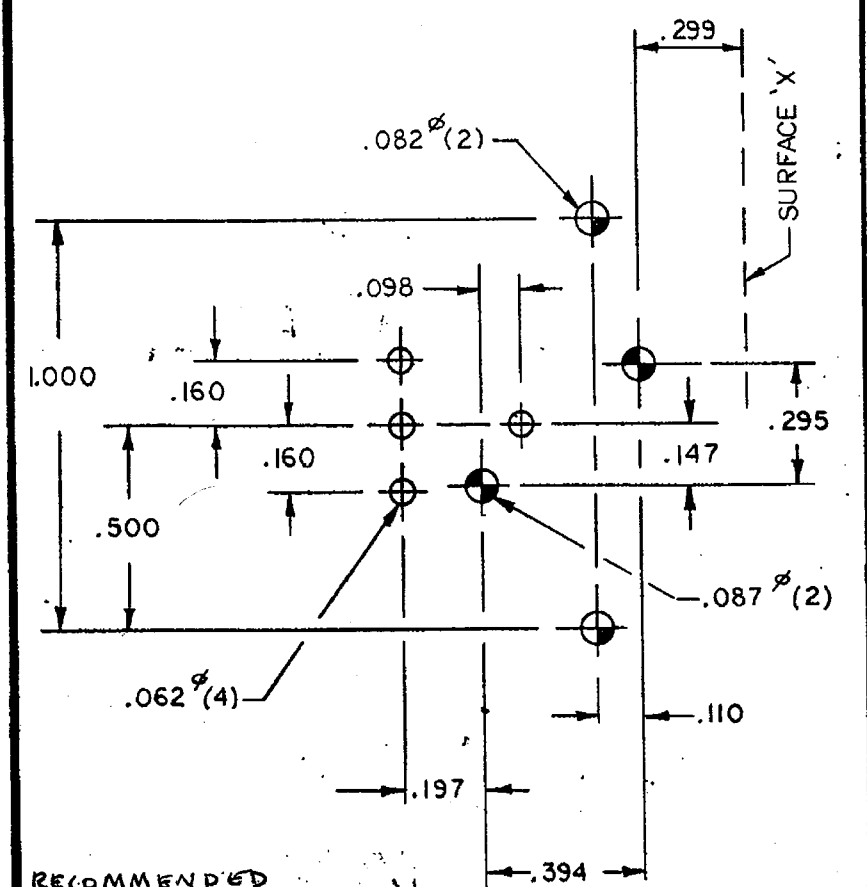 .299
SURFACE 'X'
.082 ø (2)
.098
1.000
.160
.295
.160
.147
.500
.087 ø (2)
.062 ø (4)
.110
.197
.394
RECOMMENDED